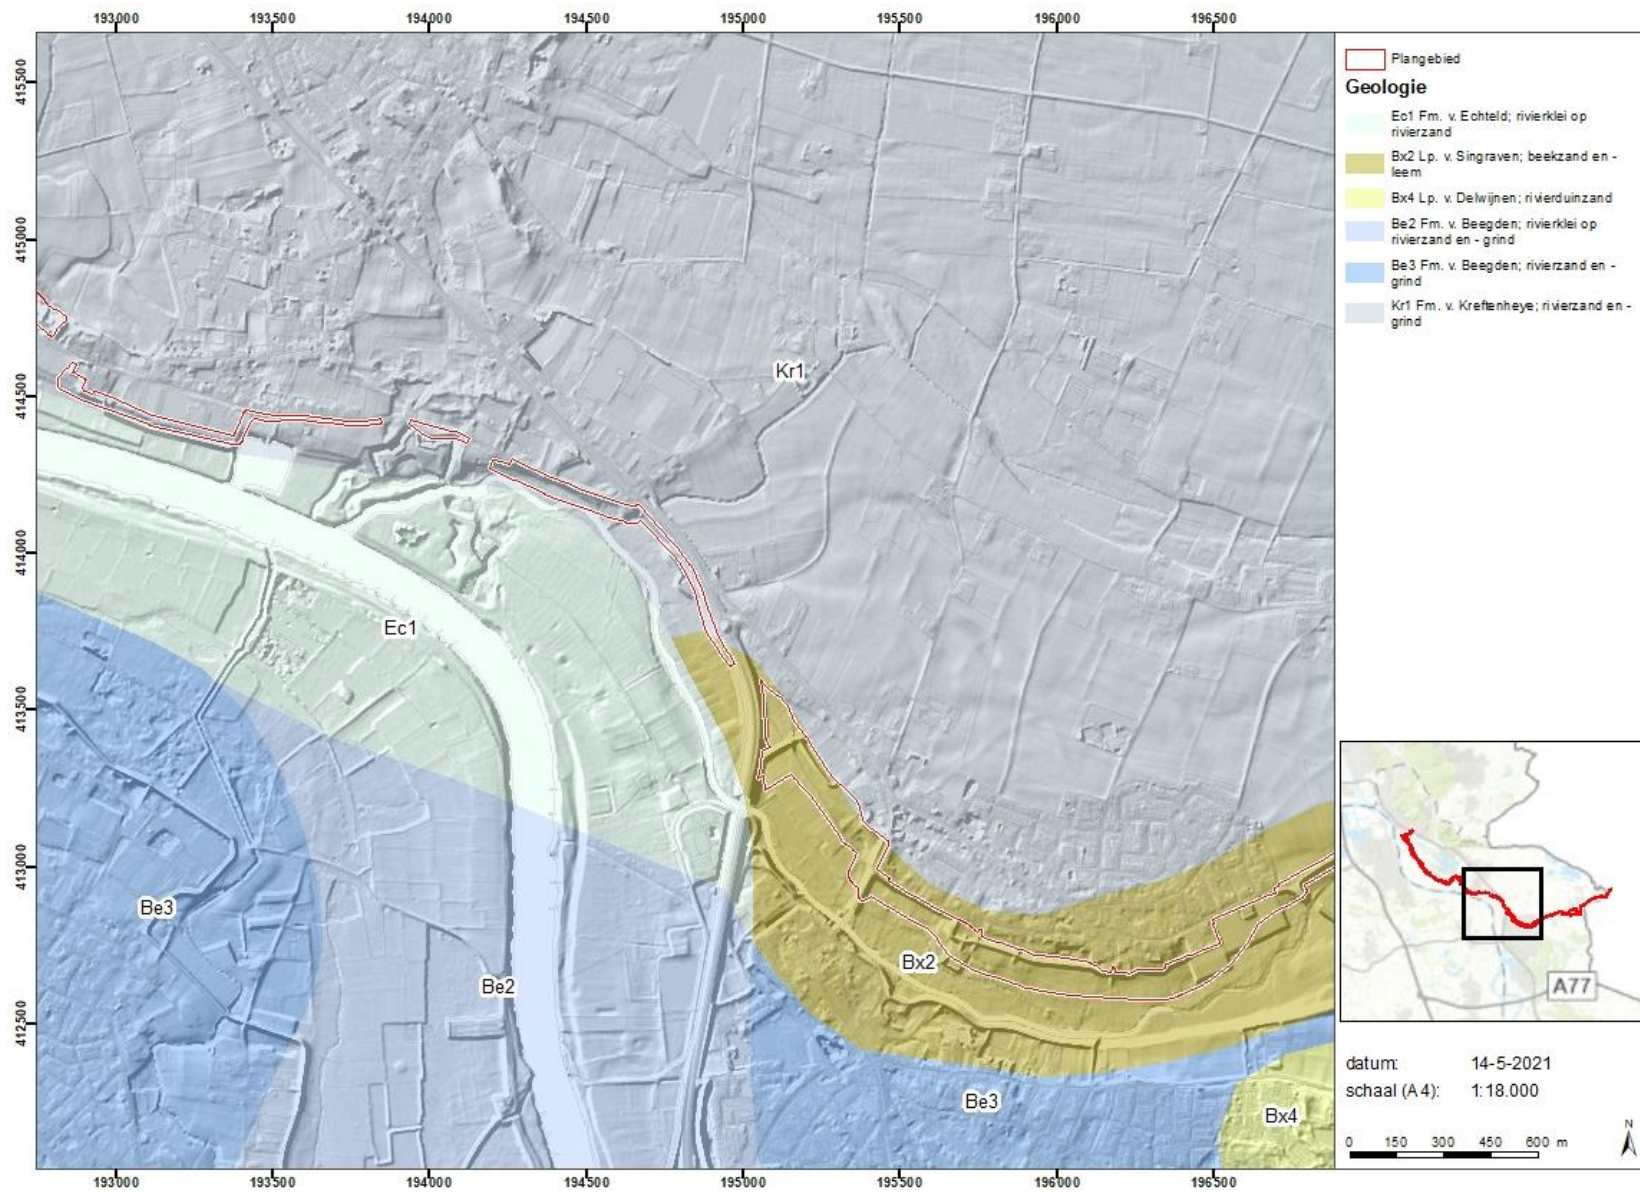 193000 193500 194000 194500 195000 195500 196000 196500
415500
415000
414500
414000
413500
413000
412500
Kr1
Ec1
Be3
Be2
Bx2
Be3
Bx4
193000 193500 194000 194500 195000 195500 196000 196500
Plangebied
Geologie
Ec1 Fm. v. Echteld; rivierklei op
rivierzand
Bx2 Lp. v. Singraven; beekzand en -
leem
Bx4 Lp. v. Delwijnen; rivierduinzand
Be2 Fm. v. Beegden; rivierklei op
rivierzand en - grind
Be3 Fm. v. Beegden; rivierzand en -
grind
Kr1 Fm. v. Kreftenheye; rivierzand en -
grind
A77
datum: 14-5-2021
schaal (A4): 1:18.000
0 150 300 450 600 m
N